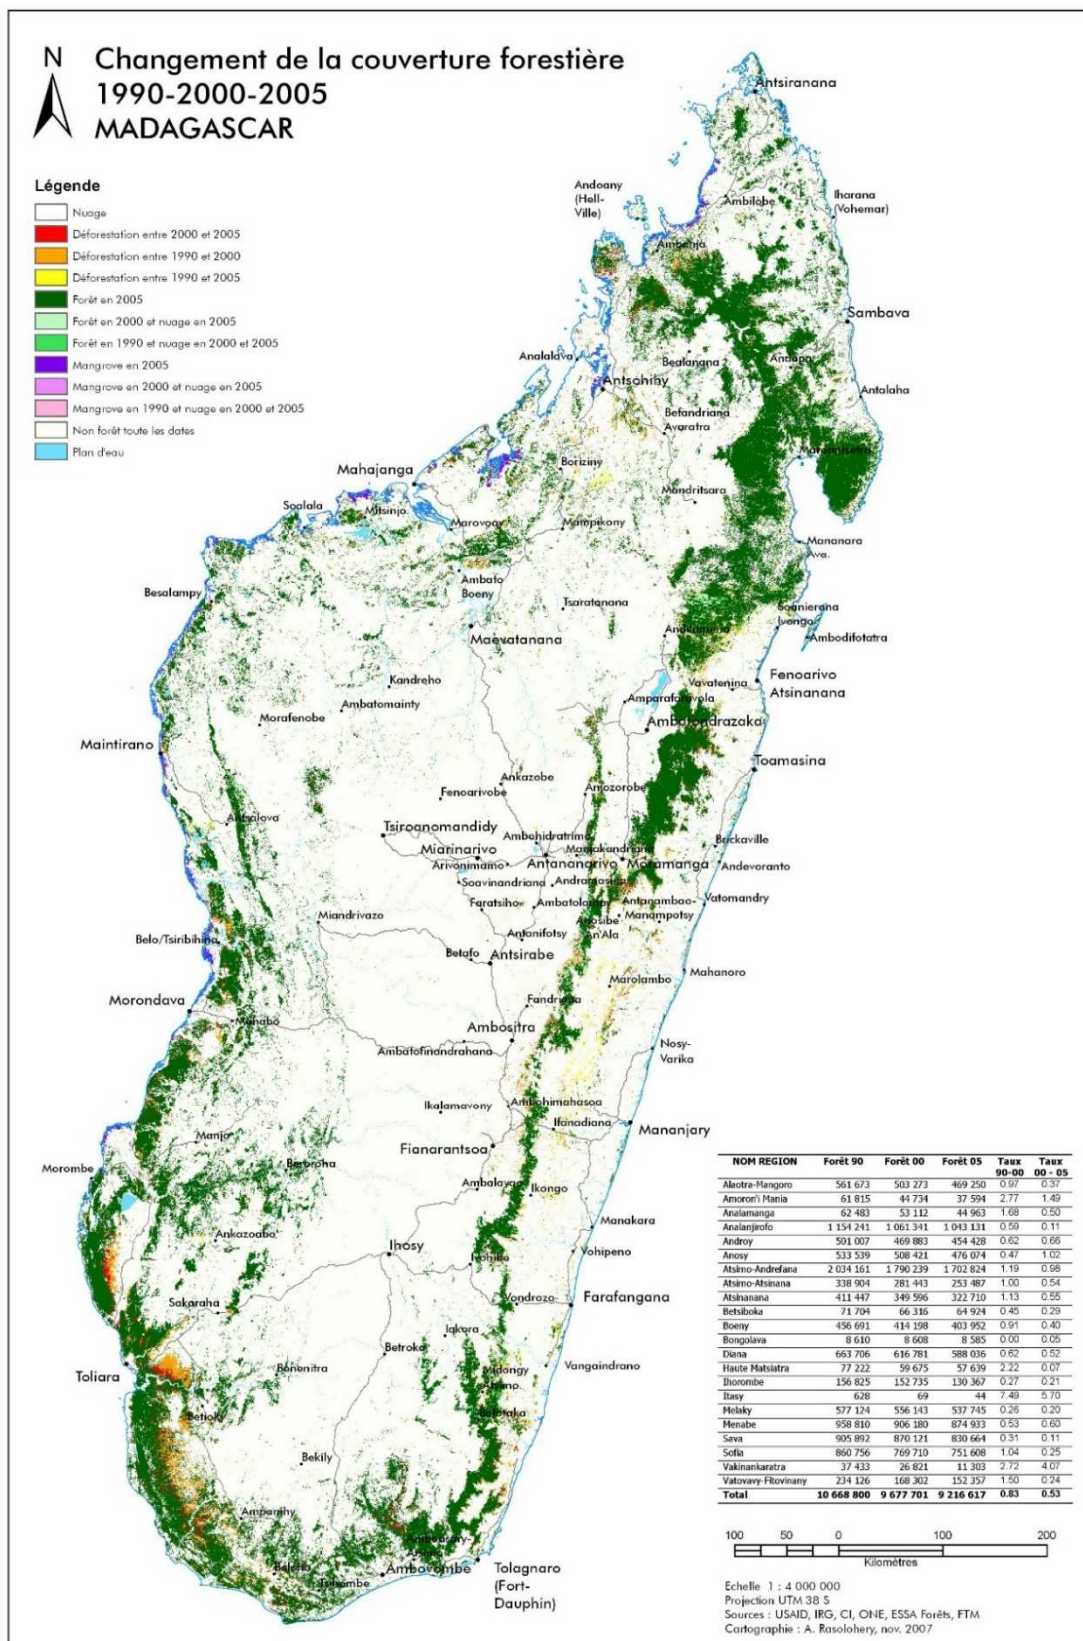 N
Changement de la couverture forestière
1990-2000-2005
MADAGASCAR
Légende
Nuage
Déforestation entre 2000 et 2005
Déforestation entre 1990 et 2000
Déforestation entre 1990 et 2005
Forêt en 2005
Forêt en 2000 et nuage en 2005
Forêt en 1990 et nuage en 2000 et 2005
Mangrove en 2005
Mangrove en 2000 et nuage en 2005
Mangrove en 1990 et nuage en 2000 et 2005
Non forêt toute les dates
Plan d'eau
Antsiranana
Andoany
(Hell-
Ville)
Ambilobe
Iharana
(Vohemar)
Ambanja
Sambava
Analalava
Bealanana
Andapa
Antsohihy
Antalaha
Befandriana
Avaratra
Maroantsetra
Boriziny
Mahajanga
Mandritsara
Soalala
Mitsinjo
Marovoay
Mampikony
Mananara
Ava.
Ambato
Boeny
Besalampy
Tsaratanana
Soanierana
Ivongo
Maevatanana
Andilamena
Ambodifotatra
Kandreho
Vavatenina
Fenoarivo
Atsinanana
Ambatomainty
Amparafaravola
Morafenobe
Ambatondrazaka
Maintirano
Toamasina
Ankazobe
Fenoarivobe
Anjozorobe
Antsalova
Tsiroanomandidy
Ambohidratrimo
Brickaville
Miarinarivo
Manjakandriana
Arivonimamo
Antananarivo
Moramanga
Andevoranto
Soavinandriana
Andramasina
Faratsiho
Ambatolampy
Antanambao-
Manampotsy
Vatomandry
Miandrivazo
Anosibe
An'Ala
Belo/Tsiribihina
Antanifotsy
Betafo
Antsirabe
Mahanoro
Marolambo
Morondava
Mahabo
Fandriana
Ambositra
Ambatofinandrahana
Nosy-
Varika
Ikalamavony
Ambohimahasoa
Ifanadiana
Mananjary
Manja
Fianarantsoa
Morombe
Beroroha
Ambalavao
Ikongo
Manakara
Ankazoabo
Ihosy
Ivohibe
Vohipeno
Sakaraha
Vondrozo
Farafangana
Iakora
Betroka
Toliara
Benenitra
Midongy
Atsimo
Vangaindrano
Betioky
Befotaka
Bekily
Ampanihy
Amboasary-
Beloha
Tsihombe
Ambovombe
Tolagnaro
(Fort-
Dauphin)
NOM REGION Forêt 90 Forêt 00 Forêt 05 Taux 90-00 Taux 00 - 05
Alaotra-Mangoro 561 673 503 273 469 250 0.97 0.37
Amoron'i Mania 61 815 44 734 37 594 2.77 1.49
Analamanga 62 483 53 112 44 963 1.68 0.50
Analanjirofo 1 154 241 1 061 341 1 043 131 0.59 0.11
Androy 501 007 469 883 454 428 0.62 0.66
Anosy 533 539 508 421 476 074 0.47 1.02
Atsimo-Andrefana 2 034 161 1 790 239 1 702 824 1.19 0.98
Atsimo-Atsinana 338 904 281 443 253 487 1.00 0.54
Atsinanana 411 447 349 596 322 710 1.13 0.55
Betsiboka 71 704 66 316 64 924 0.45 0.29
Boeny 456 691 414 198 403 952 0.91 0.40
Bongolava 8 610 8 608 8 585 0.00 0.05
Diana 663 706 616 781 588 036 0.62 0.52
Haute Matsiatra 77 222 59 675 57 639 2.22 0.07
Ihorombe 156 825 152 735 130 367 0.27 0.21
Itasy 628 69 44 7.49 5.70
Melaky 577 124 556 143 537 745 0.26 0.20
Menabe 958 810 906 180 874 933 0.53 0.60
Sava 905 892 870 121 830 664 0.31 0.11
Sofia 860 756 769 710 751 608 1.04 0.25
Vakinankaratra 37 433 26 821 11 303 2.72 4.07
Vatovavy-Fitovinany 234 126 168 302 152 357 1.50 0.24
Total 10 668 800 9 677 701 9 216 617 0.83 0.53
100 50 0 100 200
Kilométres
Echelle 1 : 4 000 000
Projection UTM 38 S
Sources : USAID, IRG, CI, ONE, ESSA Forêts, FTM
Cartographie : A. Rasolohery, nov. 2007